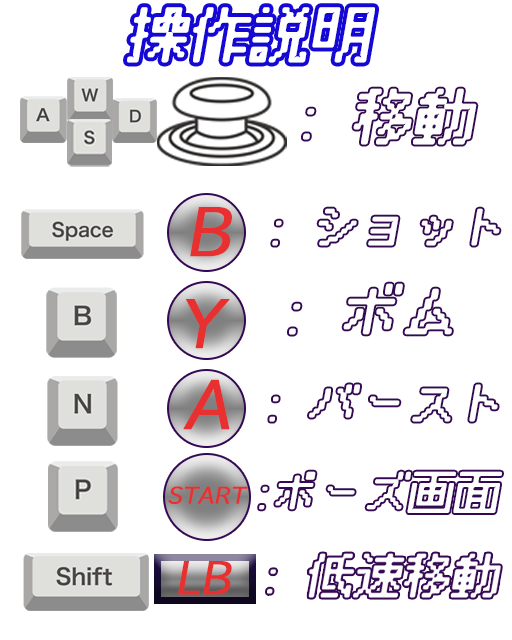 操作説明
W
A S D : 移動
Space B : ショット
B Y : ボム
N A : バースト
P START : ポーズ画面
Shift LB : 低速移動